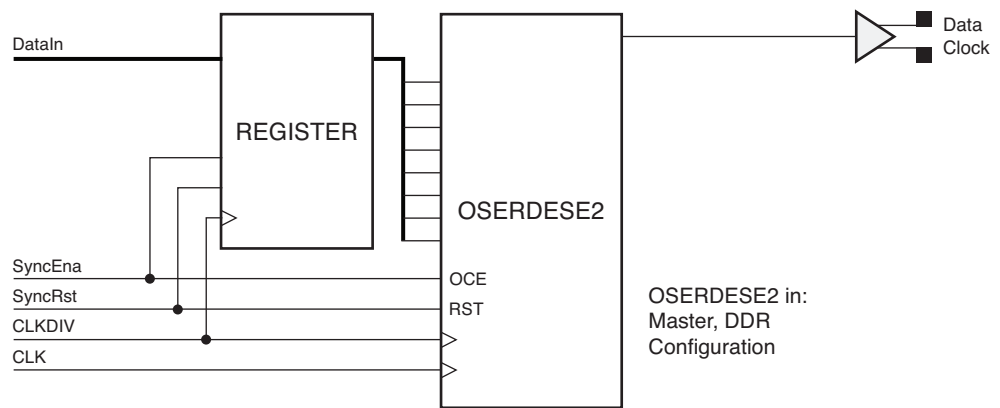 DataIn
Data
Clock
REGISTER
OSERDESE2
SyncEna
OCE
SyncRst
RST
CLKDIV
CLK
OSERDESE2 in:
Master, DDR
Configuration